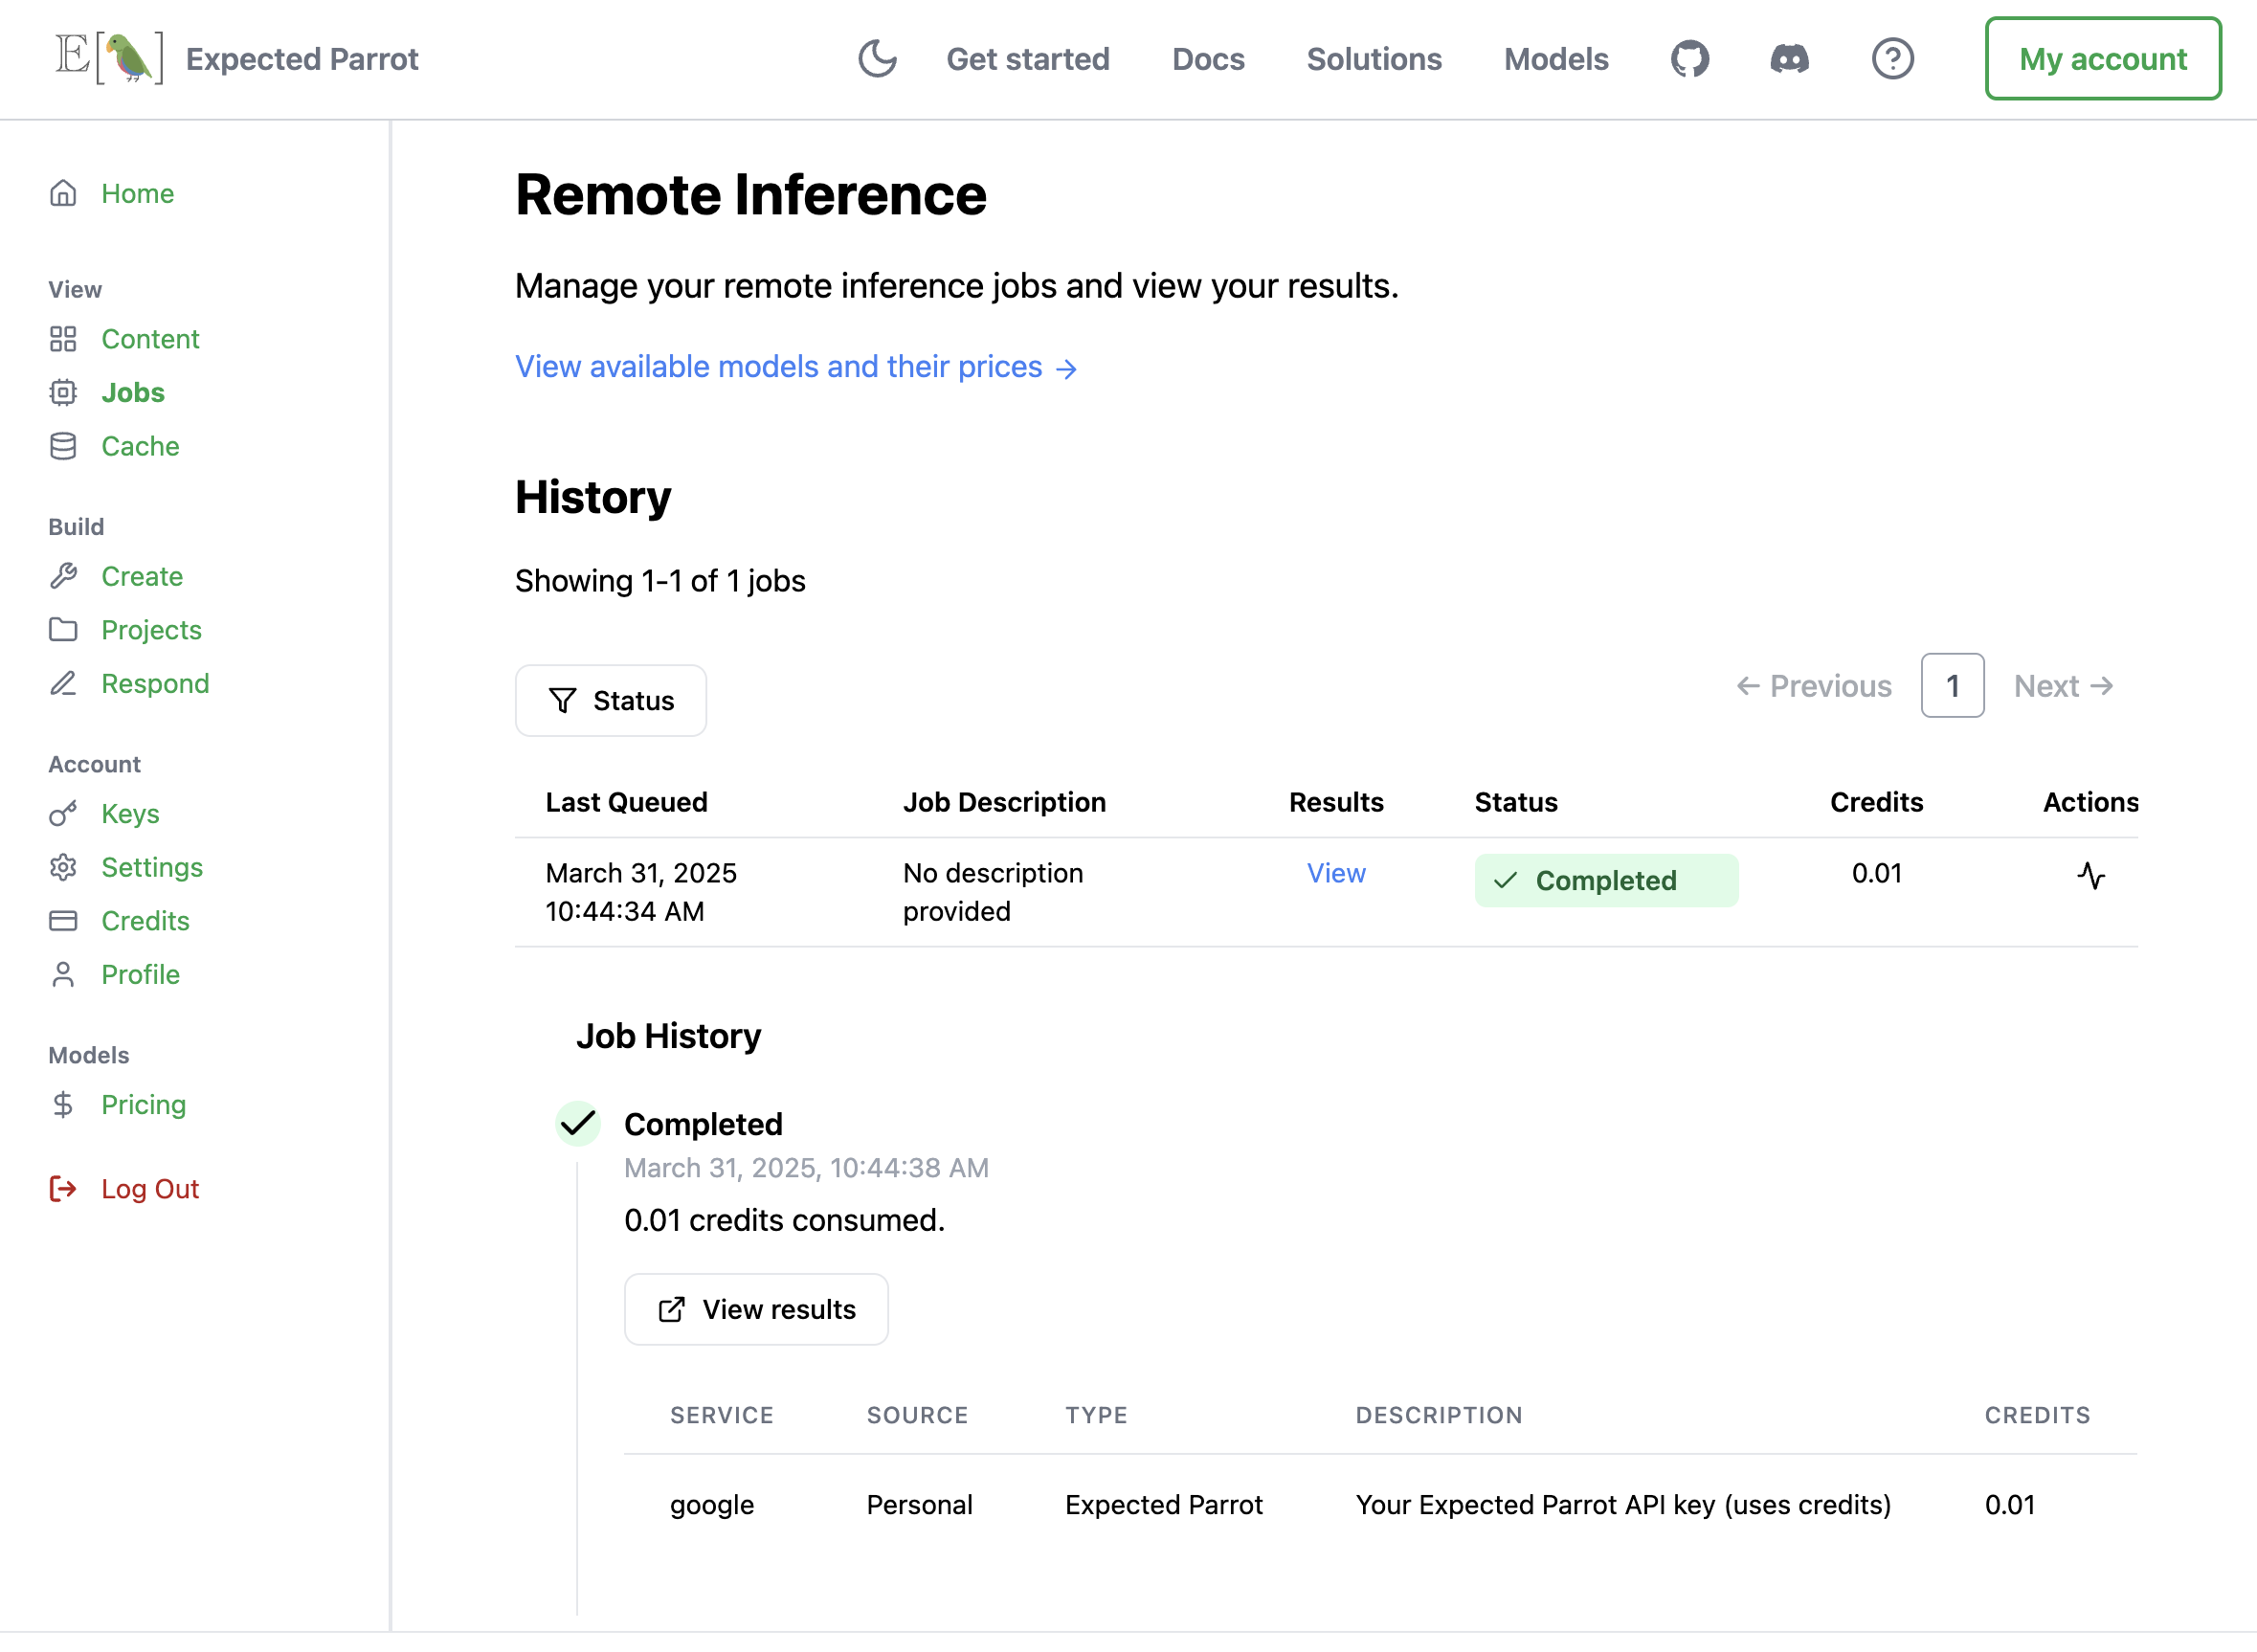 E[🦜] Expected Parrot
Get started
Docs
Solutions
Models
My account
Home
View
Content
Jobs
Cache
Build
Create
Projects
Respond
Account
Keys
Settings
Credits
Profile
Models
Pricing
Log Out
Remote Inference
Manage your remote inference jobs and view your results.
View available models and their prices →
History
Showing 1-1 of 1 jobs
Status
← Previous 1 Next →
Last Queued Job Description Results Status Credits Actions
March 31, 2025 No description View Completed 0.01
10:44:34 AM provided
Job History
Completed
March 31, 2025, 10:44:38 AM
0.01 credits consumed.
View results
SERVICE SOURCE TYPE DESCRIPTION CREDITS
google Personal Expected Parrot Your Expected Parrot API key (uses credits) 0.01